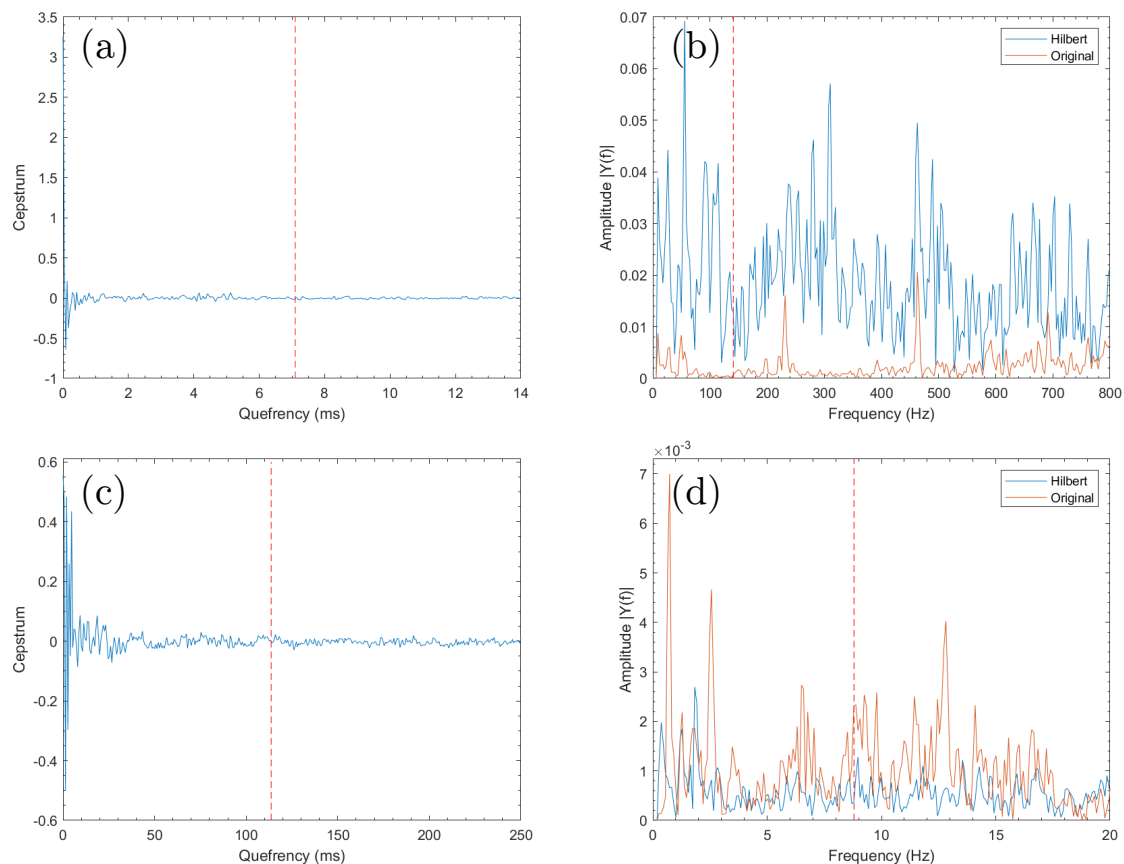 (a)
3.5
3
2.5
2
1.5
1
0.5
0
-0.5
-1
Cepstrum
0 2 4 6 8 10 12 14
Quefrency (ms)
(b)
Hilbert
Original
0.07
0.06
0.05
0.04
0.03
0.02
0.01
0
Amplitude |Y(f)|
0 100 200 300 400 500 600 700 800
Frequency (Hz)
(c)
0.6
0.4
0.2
0
-0.2
-0.4
-0.6
Cepstrum
0 50 100 150 200 250
Quefrency (ms)
×10⁻³
(d)
Hilbert
Original
7
6
5
4
3
2
1
0
Amplitude |Y(f)|
0 5 10 15 20
Frequency (Hz)